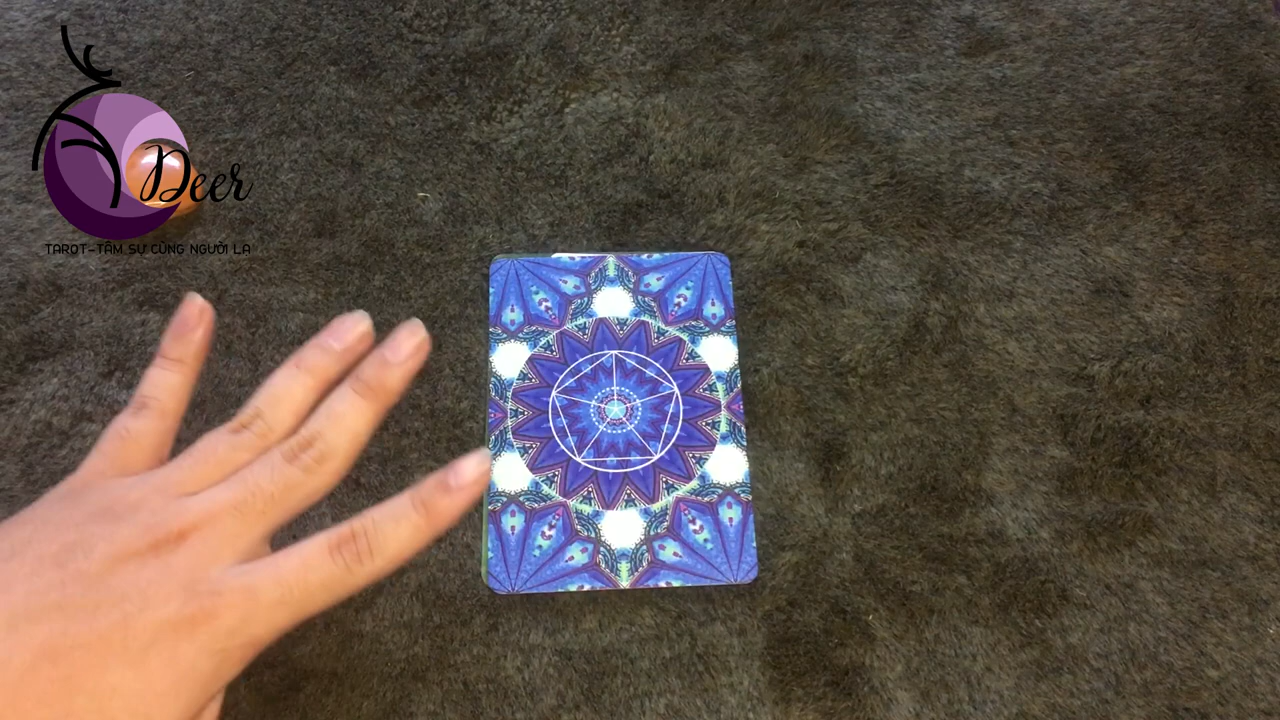 Deer
TAROT-TÂM SỰ CÙNG NGƯỜI LẠ